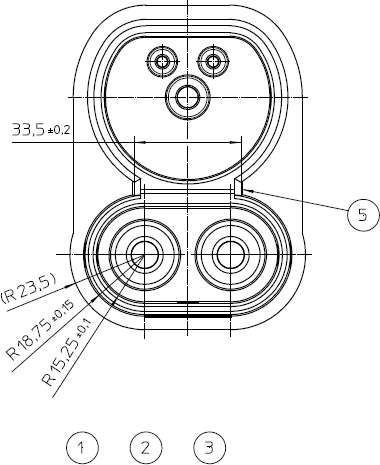 33,5 ±0,2
5
(R23,5)
R18,75 ±0,15
R15,25 ±0,1
1 2 3